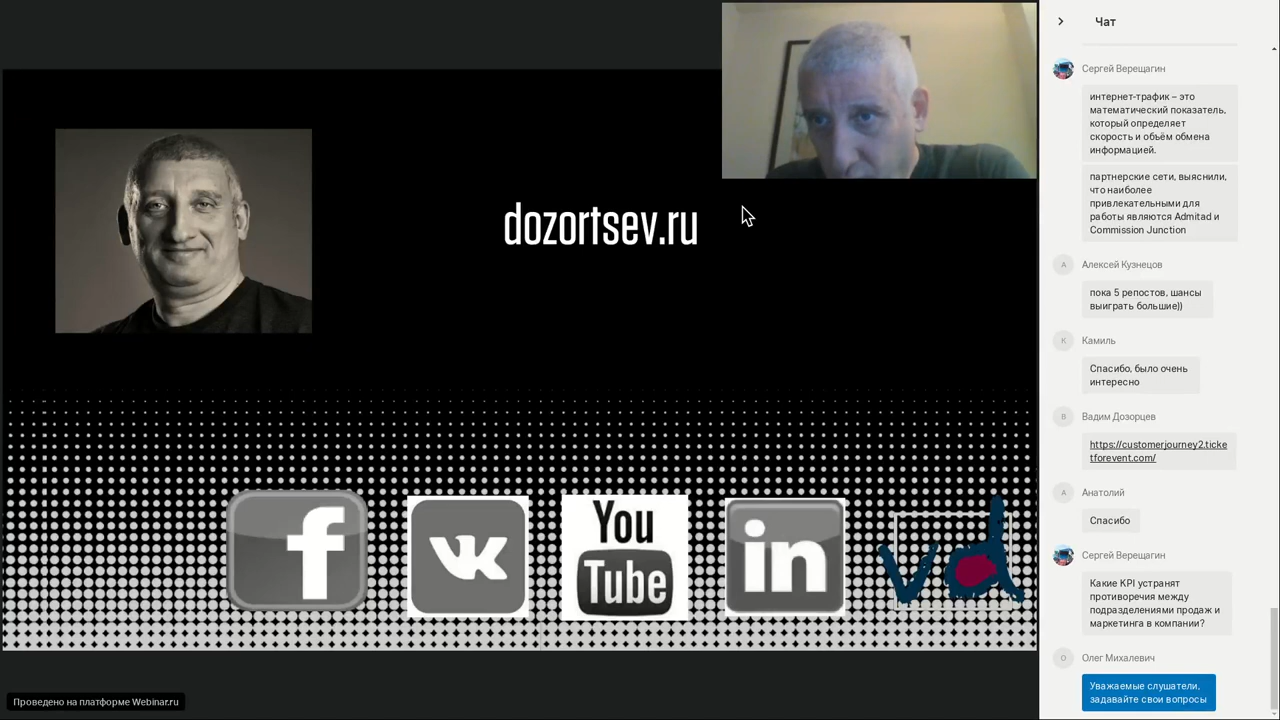 dozortsev.ru
f
VK
You
Tube
in
vd
Проведено на платформе Webinar.ru
Чат
Сергей Верещагин
интернет-трафик – это
математический показатель,
который определяет
скорость и объём обмена
информацией.
партнерские сети, выяснили,
что наиболее
привлекательными для
работы являются Admitad и
Commission Junction
А
Алексей Кузнецов
пока 5 репостов, шансы
выиграть большие))
К
Камиль
Спасибо, было очень
интересно
В
Вадим Дозорцев
https://customerjourney2.ticke
tforevent.com/
А
Анатолий
Спасибо
Сергей Верещагин
Какие KPI устранят
противоречия между
подразделениями продаж и
маркетинга в компании?
О
Олег Михалевич
Уважаемые слушатели,
задавайте свои вопросы